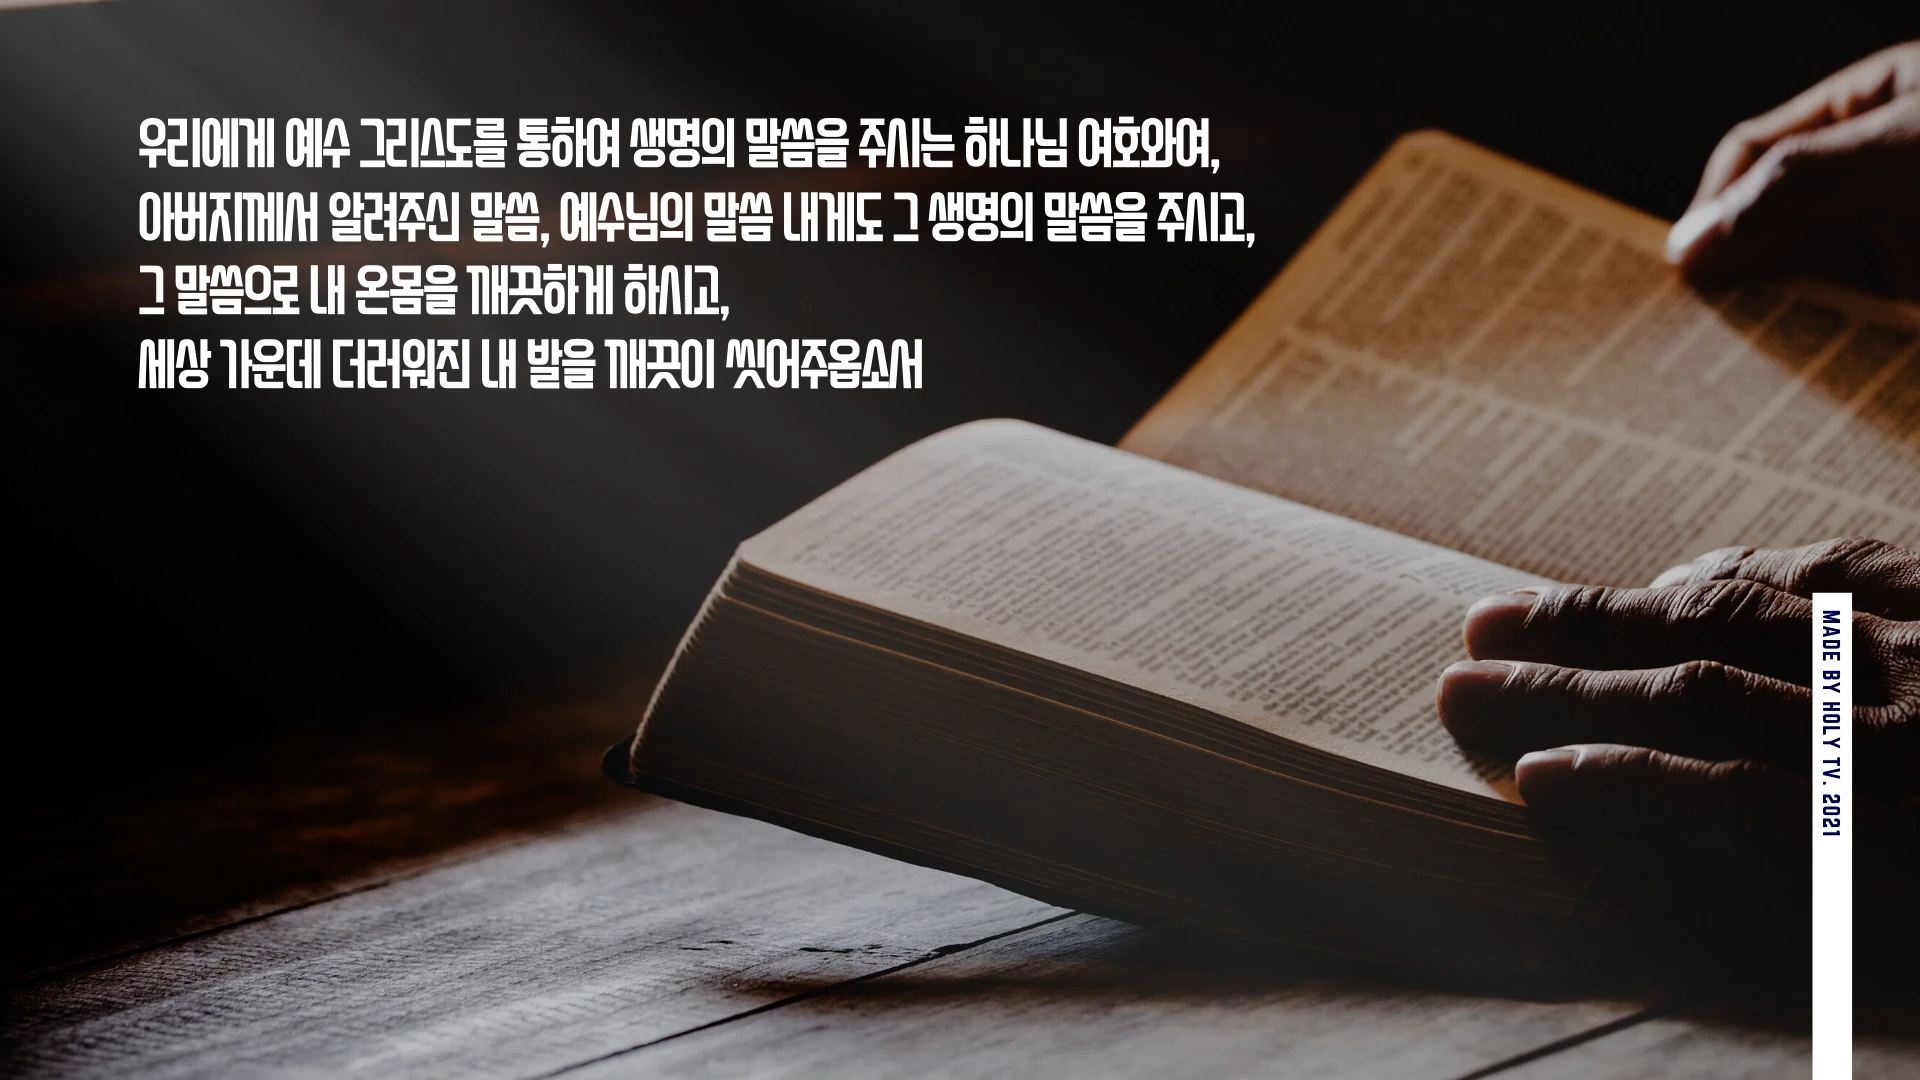 우리에게 예수 그리스도를 통하여 생명의 말씀을 주시는 하나님 여호와여,
아버지께서 알려주신 말씀, 예수님의 말씀 내게도 그 생명의 말씀을 주시고,
그 말씀으로 내 온몸을 깨끗하게 하시고,
세상 가운데 더러워진 내 발을 깨끗이 씻어주옵소서
MADE BY HOLY TV. 2021